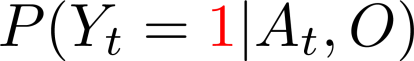 P(Y_t = 1|A_t, O)